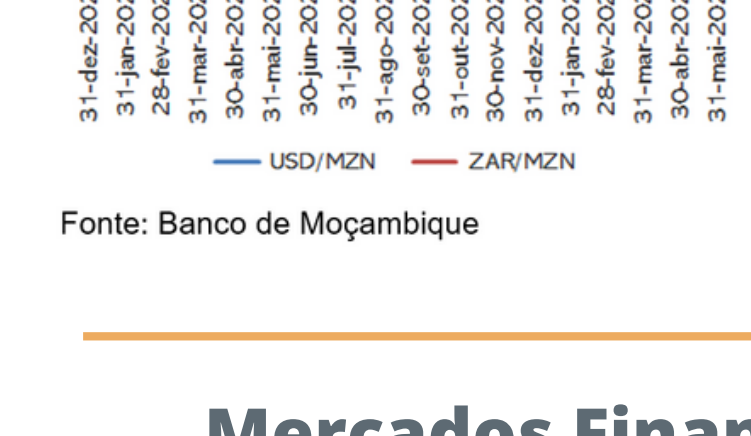 31-dez-202
31-jan-202
28-fev-202
31-mar-202
30-abr-202
31-mai-202
30-jun-202
31-jul-202
31-ago-202
30-set-202
31-out-202
30-nov-202
31-dez-202
31-jan-202
28-fev-202
31-mar-202
30-abr-202
31-mai-202
USD/MZN ZAR/MZN
Fonte: Banco de Moçambique
Mercados Finan